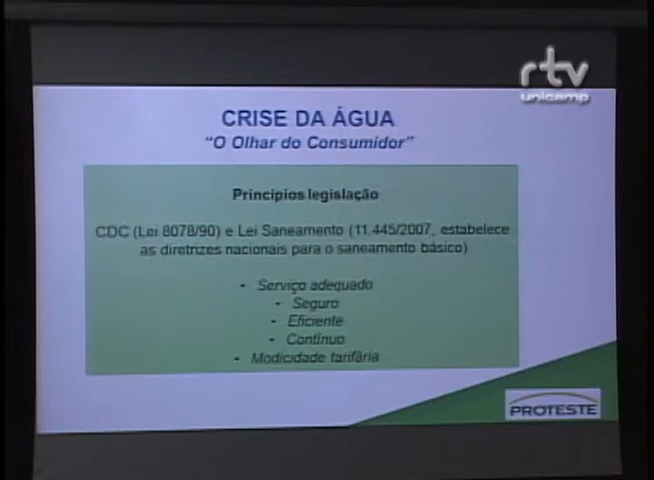 rtv
unicamp
CRISE DA ÁGUA
“O Olhar do Consumidor”
Princípios legislação
CDC (Lei 8078/90) e Lei Saneamento (11.445/2007, estabelece
as diretrizes nacionais para o saneamento básico)
- Serviço adequado
- Seguro
- Eficiente
- Contínuo
- Modicidade tarifária
PROTESTE